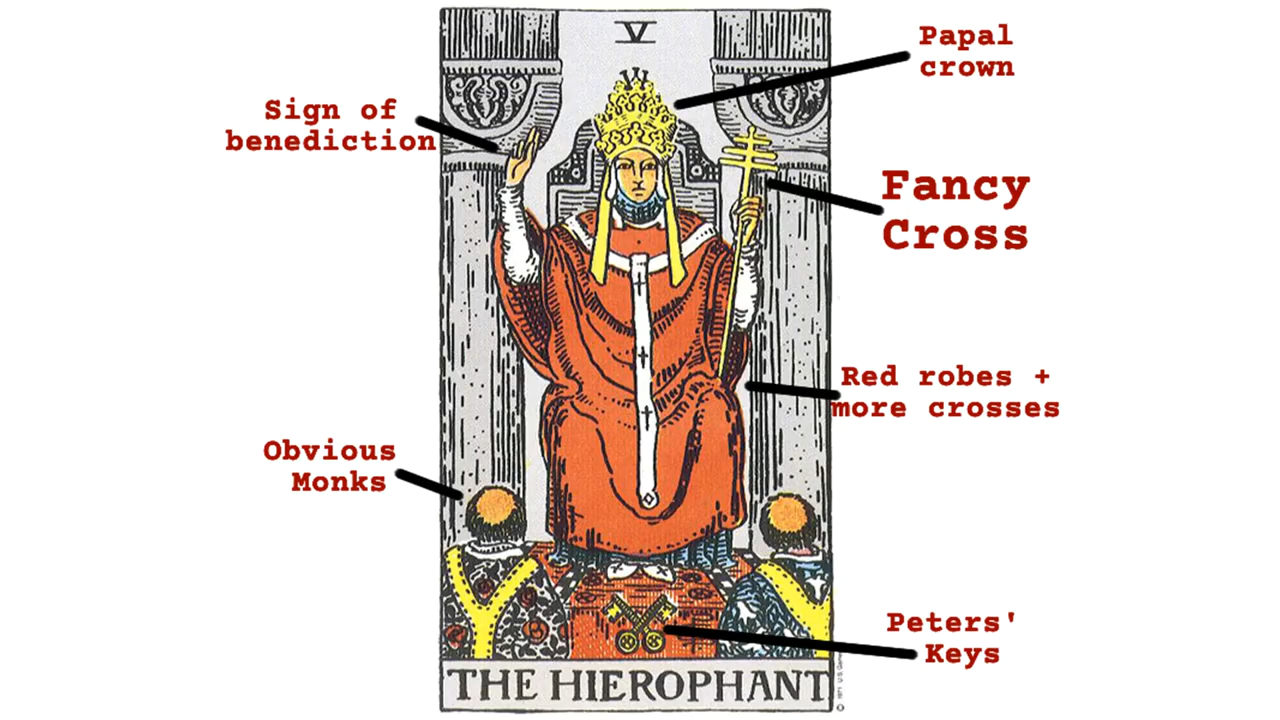 V
Papal
crown
Sign of
benediction
Fancy
Cross
Red robes +
more crosses
Obvious
Monks
Peters'
Keys
THE HIEROPHANT